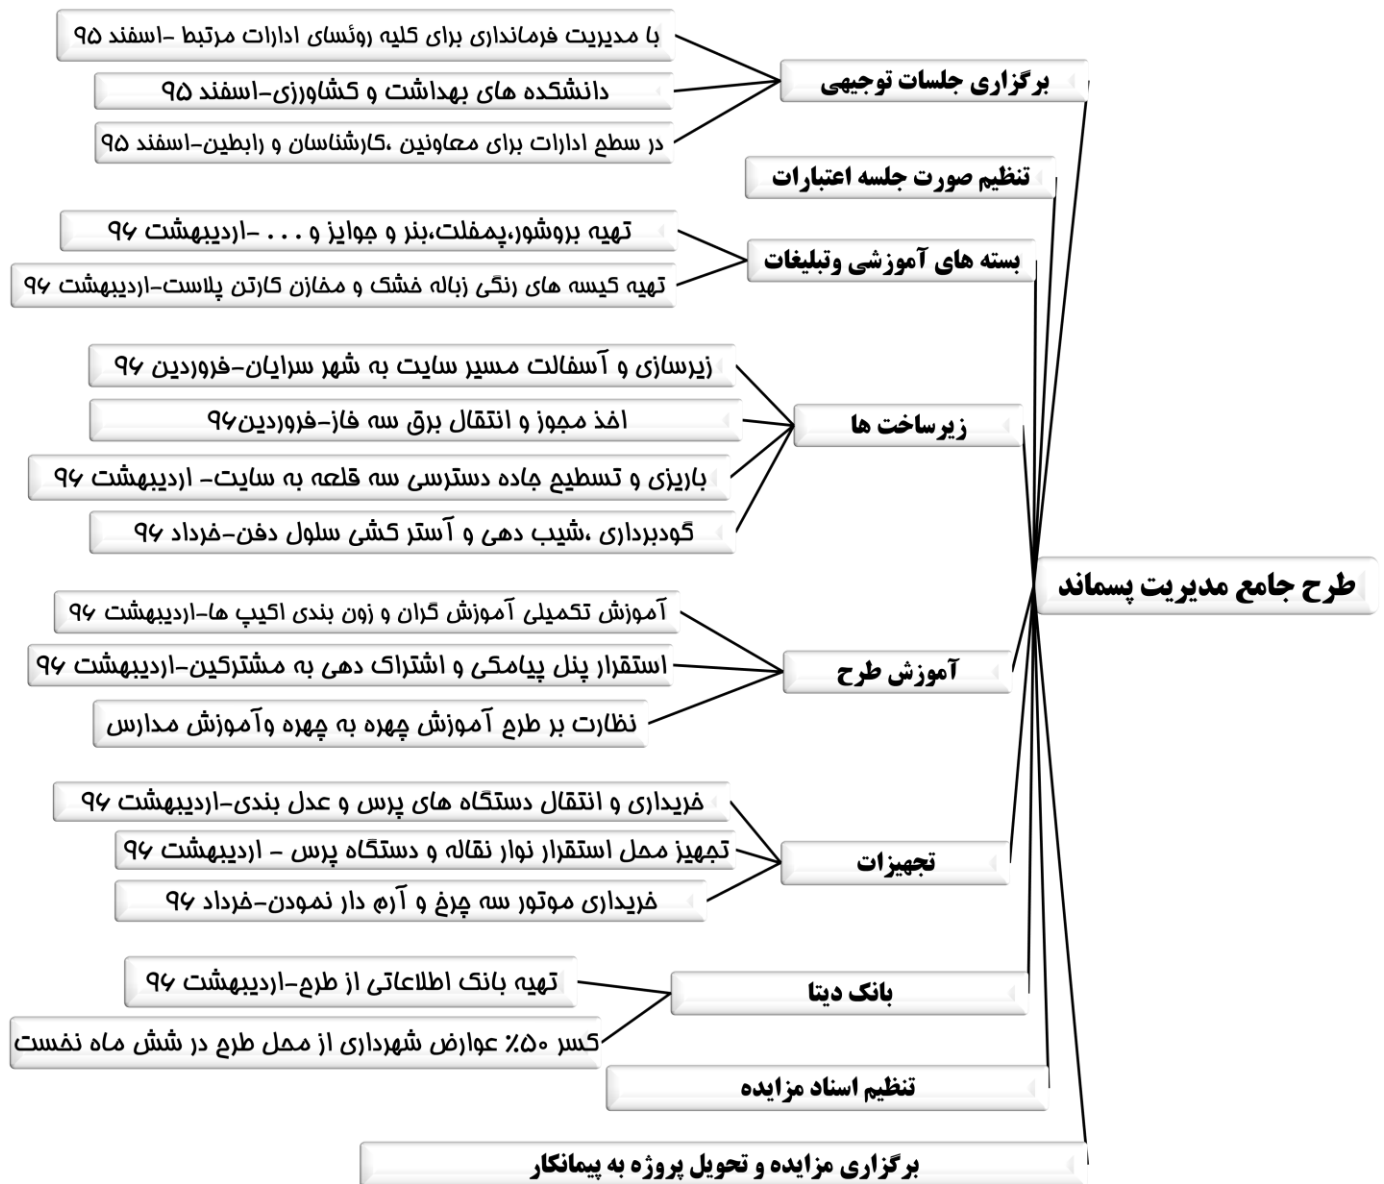 طرح جامع مدیریت پسماند
برگزاری جلسات توجیهی
با مدیریت فرمانداری برای کلیه روئسای ادارات مرتبط -اسفند ۹۵
دانشکده های بهداشت و کشاورزی-اسفند ۹۵
در سطح ادارات برای معاونین ،کارشناسان و رابطین-اسفند ۹۵
تنظیم صورت جلسه اعتبارات
بسته های آموزشی وتبلیغات
تهیه بروشور،پمفلت،بنر و جوایز و . . . -اردیبهشت ۹۶
تهیه کیسه های رنگی زباله خشک و مخازن کارتن پلاست-اردیبهشت ۹۶
زیرساخت ها
زیرسازی و آسفالت مسیر سایت به شهر سرایان-فروردین ۹۶
اخذ مجوز و انتقال برق سه فاز-فروردین۹۶
باریزی و تسطیح جاده دسترسی سه قلعه به سایت- اردیبهشت ۹۶
گودبرداری ،شیب دهی و آستر کشی سلول دفن-خرداد ۹۶
آموزش طرح
آموزش تکمیلی آموزش گران و زون بندی اکیپ ها-اردیبهشت ۹۶
استقرار پنل پیامکی و اشتراک دهی به مشترکین-اردیبهشت ۹۶
نظارت بر طرح آموزش چهره به چهره وآموزش مدارس
تجهیزات
خریداری و انتقال دستگاه های پرس و عدل بندی-اردیبهشت ۹۶
تجهیز محل استقرار نوار نقاله و دستگاه پرس - اردیبهشت ۹۶
خریداری موتور سه چرخ و آرم دار نمودن-خرداد ۹۶
بانک دیتا
تهیه بانک اطلاعاتی از طرح-اردیبهشت ۹۶
کسر ۵۰٪ عوارض شهرداری از محل طرح در شش ماه نخست
تنظیم اسناد مزایده
برگزاری مزایده و تحویل پروژه به پیمانکار